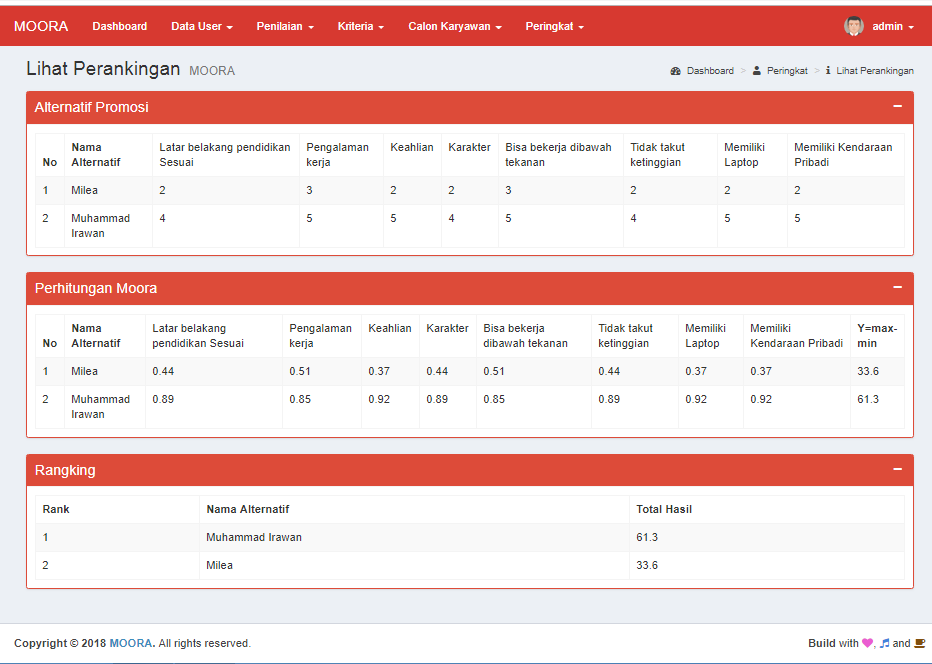 MOORA Dashboard Data User Penilaian Kriteria Calon Karyawan Peringkat admin
Lihat Perankingan MOORA Dashboard > Peringkat > Lihat Perankingan
Alternatif Promosi
No Nama Alternatif Latar belakang pendidikan Sesuai Pengalaman kerja Keahlian Karakter Bisa bekerja dibawah tekanan Tidak takut ketinggian Memiliki Laptop Memiliki Kendaraan Pribadi
1 Milea 2 3 2 2 3 2 2 2
2 Muhammad Irawan 4 5 5 4 5 4 5 5
Perhitungan Moora
No Nama Alternatif Latar belakang pendidikan Sesuai Pengalaman kerja Keahlian Karakter Bisa bekerja dibawah tekanan Tidak takut ketinggian Memiliki Laptop Memiliki Kendaraan Pribadi Y=max-min
1 Milea 0.44 0.51 0.37 0.44 0.51 0.44 0.37 0.37 33.6
2 Muhammad Irawan 0.89 0.85 0.92 0.89 0.85 0.89 0.92 0.92 61.3
Rangking
Rank Nama Alternatif Total Hasil
1 Muhammad Irawan 61.3
2 Milea 33.6
Copyright © 2018 MOORA. All rights reserved. Build with , and